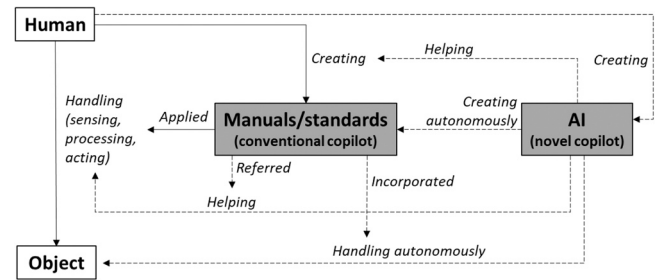 Human
Creating
Helping
Creating
Handling
(sensing,
processing,
acting)
Applied
Manuals/standards
(conventional copilot)
Creating
autonomously
AI
(novel copilot)
Referred
Incorporated
Helping
Handling autonomously
Object